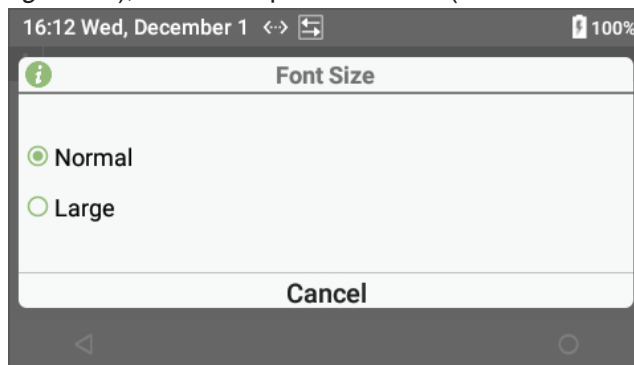 16:12 Wed, December 1 100%
Font Size
Normal
Large
Cancel